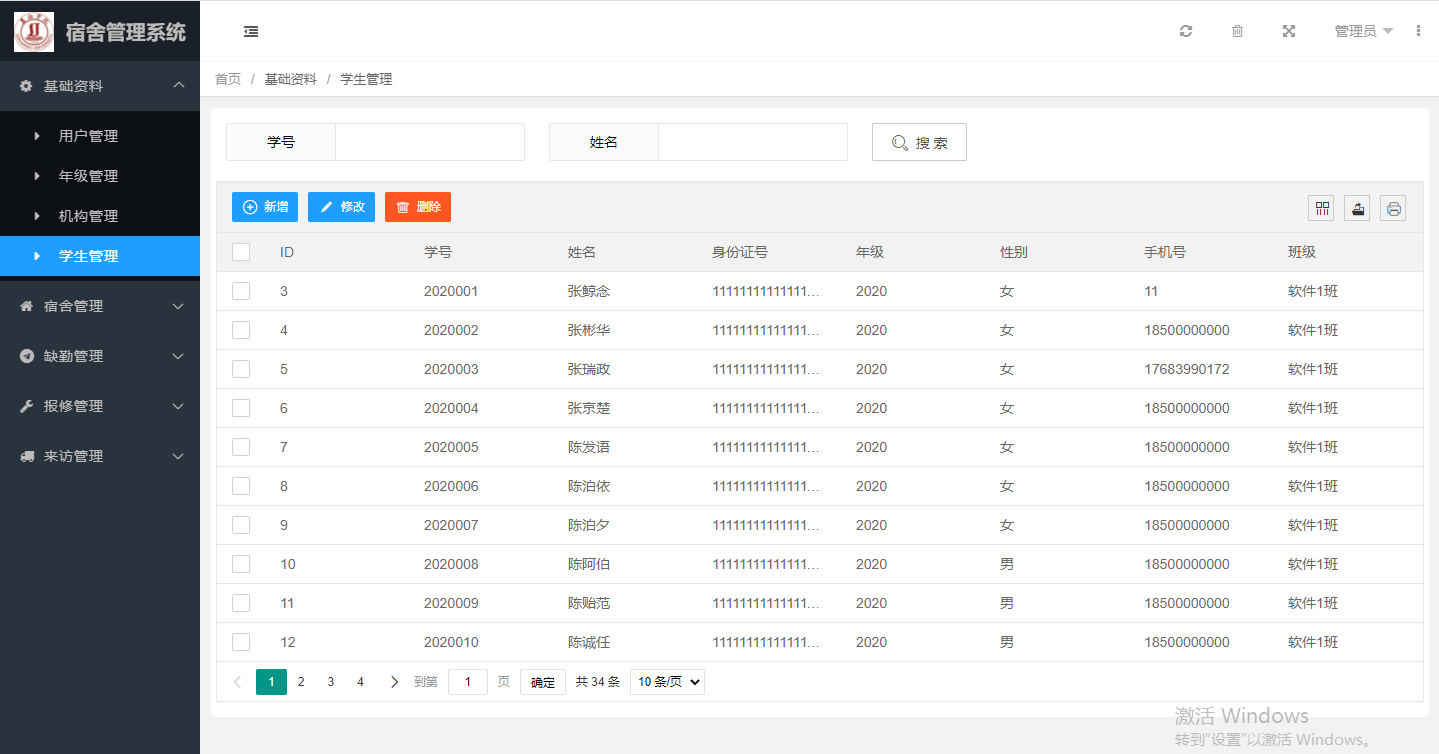 宿舍管理系统
管理员
首页 / 基础资料 / 学生管理
基础资料
用户管理
年级管理
机构管理
学生管理
宿舍管理
缺勤管理
报修管理
来访管理
学号 姓名 搜 索
新增 修改 删除
ID 学号 姓名 身份证号 年级 性别 手机号 班级
3 2020001 张鲸念 11111111111111... 2020 女 11 软件1班
4 2020002 张彬华 11111111111111... 2020 女 18500000000 软件1班
5 2020003 张瑞政 11111111111111... 2020 女 17683990172 软件1班
6 2020004 张京楚 11111111111111... 2020 女 18500000000 软件1班
7 2020005 陈发语 11111111111111... 2020 女 18500000000 软件1班
8 2020006 陈泊依 11111111111111... 2020 女 18500000000 软件1班
9 2020007 陈泊夕 11111111111111... 2020 女 18500000000 软件1班
10 2020008 陈阿伯 11111111111111... 2020 男 18500000000 软件1班
11 2020009 陈贻范 11111111111111... 2020 男 18500000000 软件1班
12 2020010 陈诚任 11111111111111... 2020 男 18500000000 软件1班
1 2 3 4 到第 1 页 确定 共 34 条 10 条/页
激活 Windows
转到"设置"以激活 Windows。